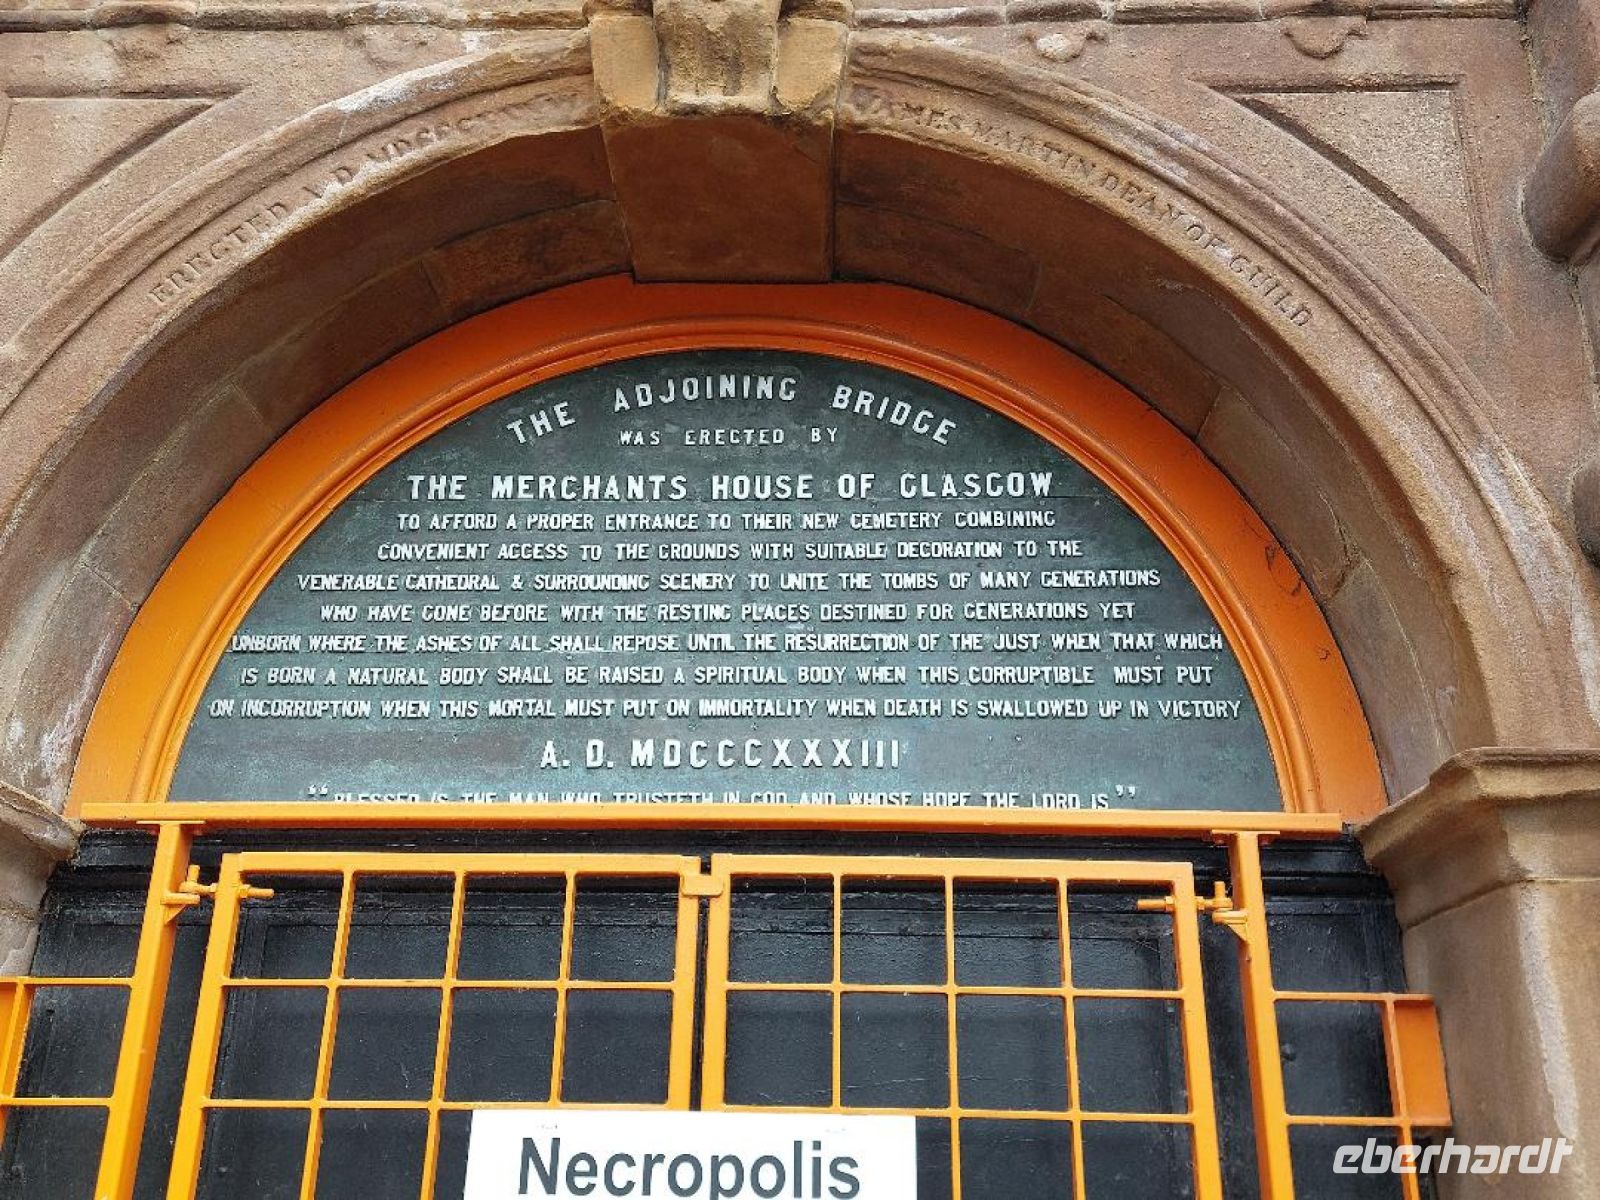 ERECTED A D
JAMES MARTIN DEAN OF GUILD
THE ADJOINING BRIDGE
WAS ERECTED BY
THE MERCHANTS HOUSE OF GLASGOW
TO AFFORD A PROPER ENTRANCE TO THEIR NEW CEMETERY COMBINING
CONVENIENT ACCESS TO THE GROUNDS WITH SUITABLE DECORATION TO THE
VENERABLE CATHEDRAL & SURROUNDING SCENERY TO UNITE THE TOMBS OF MANY GENERATIONS
WHO HAVE GONE BEFORE WITH THE RESTING PLACES DESTINED FOR GENERATIONS YET
UNBORN WHERE THE ASHES OF ALL SHALL REPOSE UNTIL THE RESURRECTION OF THE JUST WHEN THAT WHICH
IS BORN A NATURAL BODY SHALL BE RAISED A SPIRITUAL BODY WHEN THIS CORRUPTIBLE MUST PUT
ON INCORRUPTION WHEN THIS MORTAL MUST PUT ON IMMORTALITY WHEN DEATH IS SWALLOWED UP IN VICTORY
A. D. MDCCCXXXIII
“BLESSED IS THE MAN WHO TRUSTETH IN GOD AND WHOSE HOPE THE LORD IS”
Necropolis
eberhardt